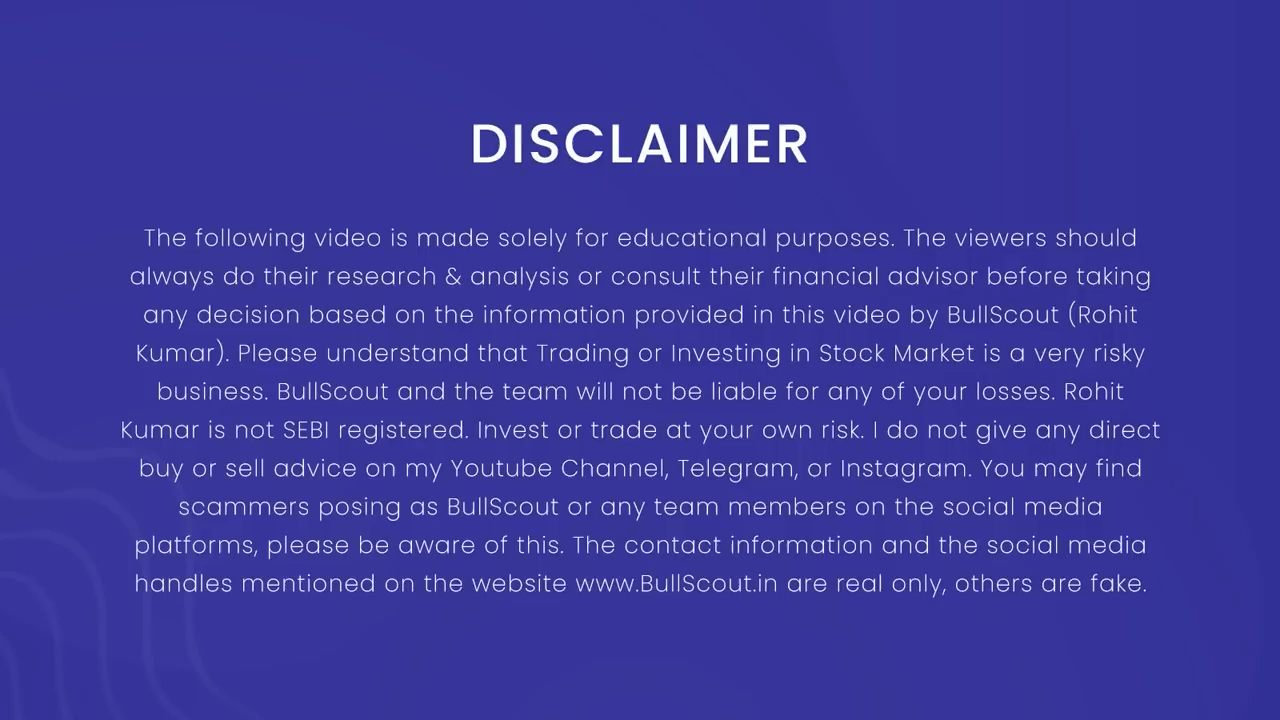 DISCLAIMER
The following video is made solely for educational purposes. The viewers should
always do their research & analysis or consult their financial advisor before taking
any decision based on the information provided in this video by BullScout (Rohit
Kumar). Please understand that Trading or Investing in Stock Market is a very risky
business. BullScout and the team will not be liable for any of your losses. Rohit
Kumar is not SEBI registered. Invest or trade at your own risk. I do not give any direct
buy or sell advice on my Youtube Channel, Telegram, or Instagram. You may find
scammers posing as BullScout or any team members on the social media
platforms, please be aware of this. The contact information and the social media
handles mentioned on the website www.BullScout.in are real only, others are fake.